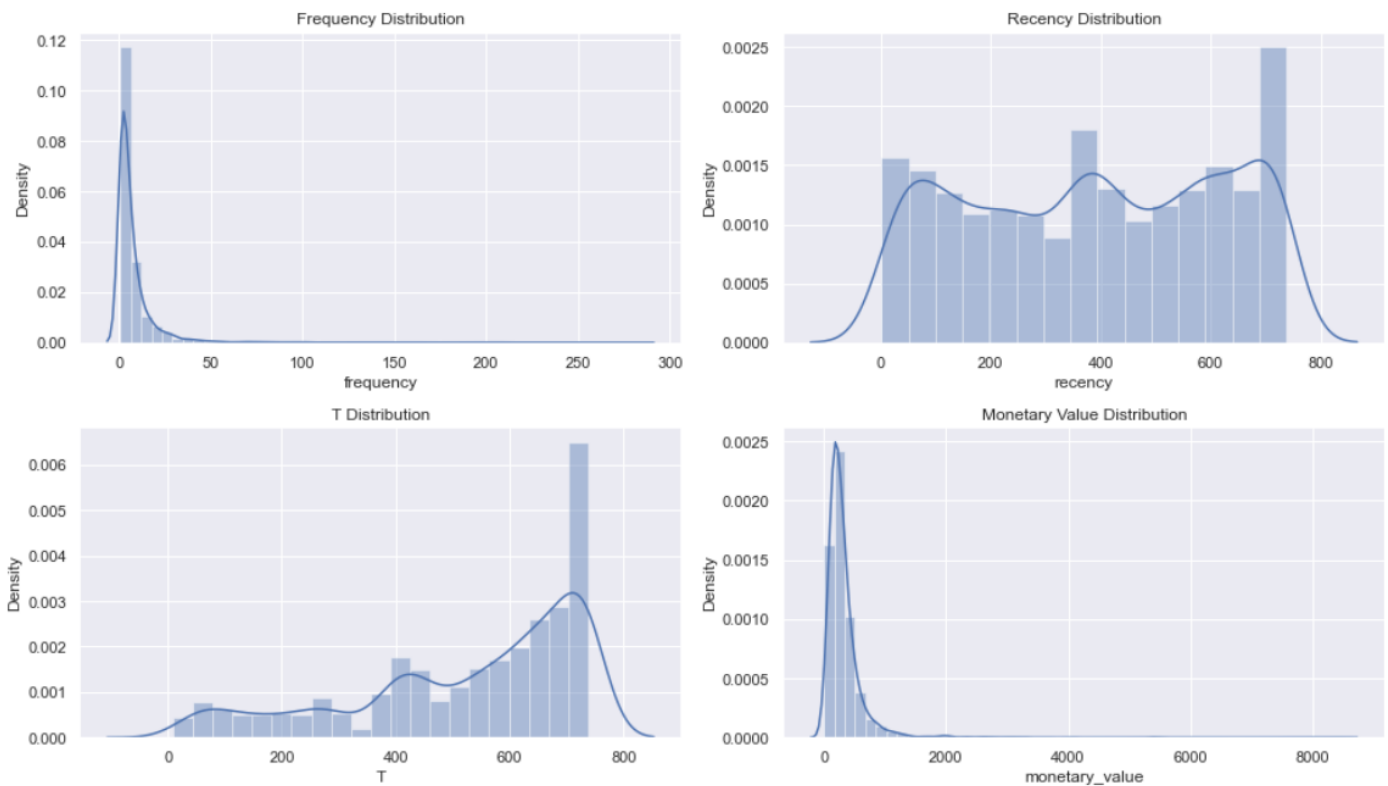 Frequency Distribution
0.12
0.10
0.08
0.06
0.04
0.02
0.00
Density
0 50 100 150 200 250 300
frequency
Recency Distribution
0.0025
0.0020
0.0015
0.0010
0.0005
0.0000
Density
0 200 400 600 800
recency
T Distribution
0.006
0.005
0.004
0.003
0.002
0.001
0.000
Density
0 200 400 600 800
T
Monetary Value Distribution
0.0025
0.0020
0.0015
0.0010
0.0005
0.0000
Density
0 2000 4000 6000 8000
monetary_value